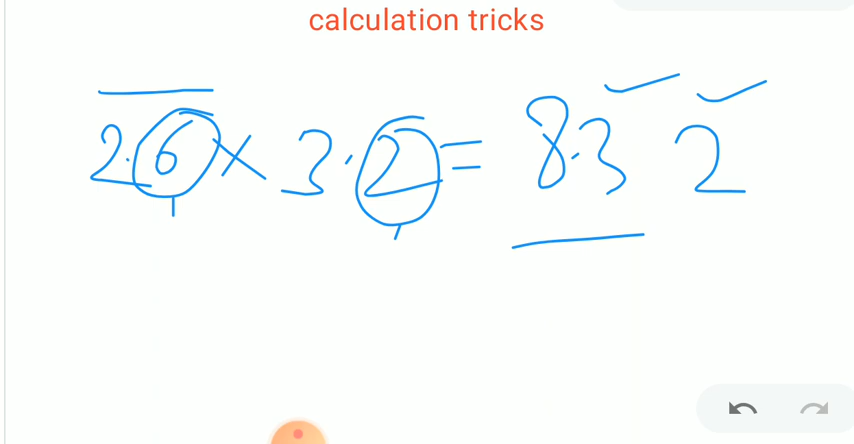 calculation tricks
2.6 × 3.2 = 8.32